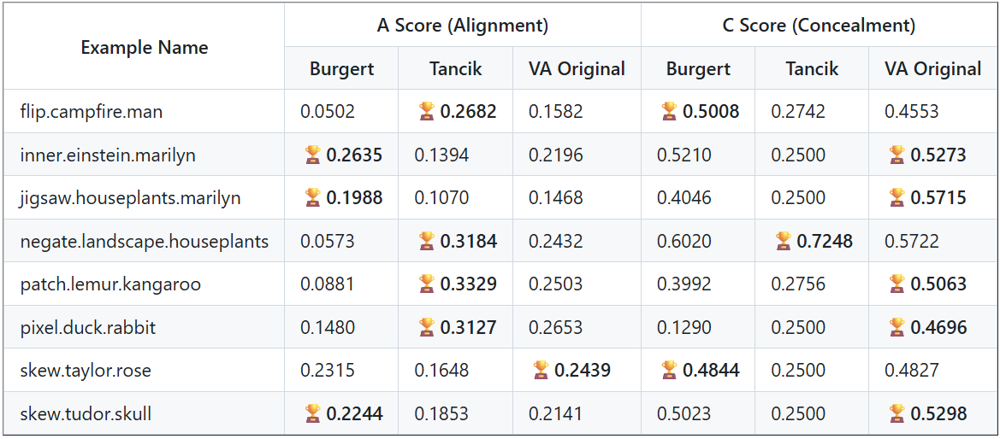 Example Name A Score (Alignment) C Score (Concealment)
Burgert Tancik VA Original Burgert Tancik VA Original
flip.campfire.man 0.0502 🏆 0.2682 0.1582 🏆 0.5008 0.2742 0.4553
inner.einstein.marilyn 🏆 0.2635 0.1394 0.2196 0.5210 0.2500 🏆 0.5273
jigsaw.houseplants.marilyn 🏆 0.1988 0.1070 0.1468 0.4046 0.2500 🏆 0.5715
negate.landscape.houseplants 0.0573 🏆 0.3184 0.2432 0.6020 🏆 0.7248 0.5722
patch.lemur.kangaroo 0.0881 🏆 0.3329 0.2503 0.3992 0.2756 🏆 0.5063
pixel.duck.rabbit 0.1480 🏆 0.3127 0.2653 0.1290 0.2500 🏆 0.4696
skew.taylor.rose 0.2315 0.1648 🏆 0.2439 🏆 0.4844 0.2500 0.4827
skew.tudor.skull 🏆 0.2244 0.1853 0.2141 0.5023 0.2500 🏆 0.5298